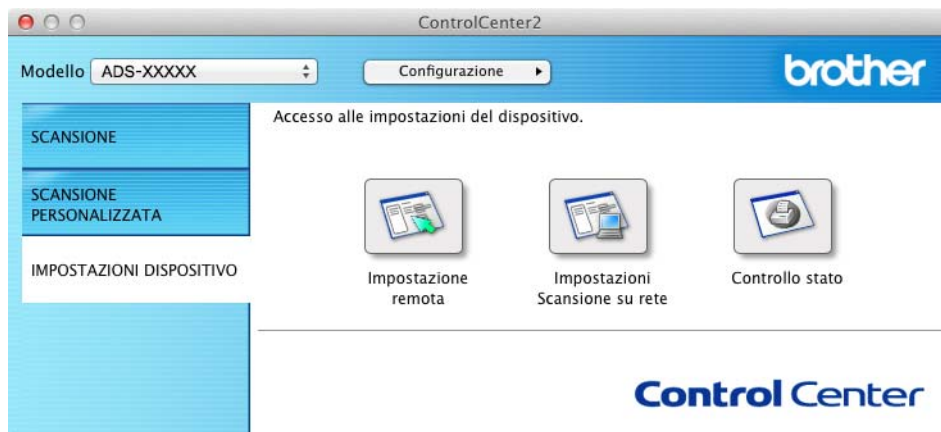 ControlCenter2
Modello ADS-XXXXX Configurazione
brother
SCANSIONE
SCANSIONE
PERSONALIZZATA
IMPOSTAZIONI DISPOSITIVO
Accesso alle impostazioni del dispositivo.
Impostazione
remota
Impostazioni
Scansione su rete
Controllo stato
Control Center